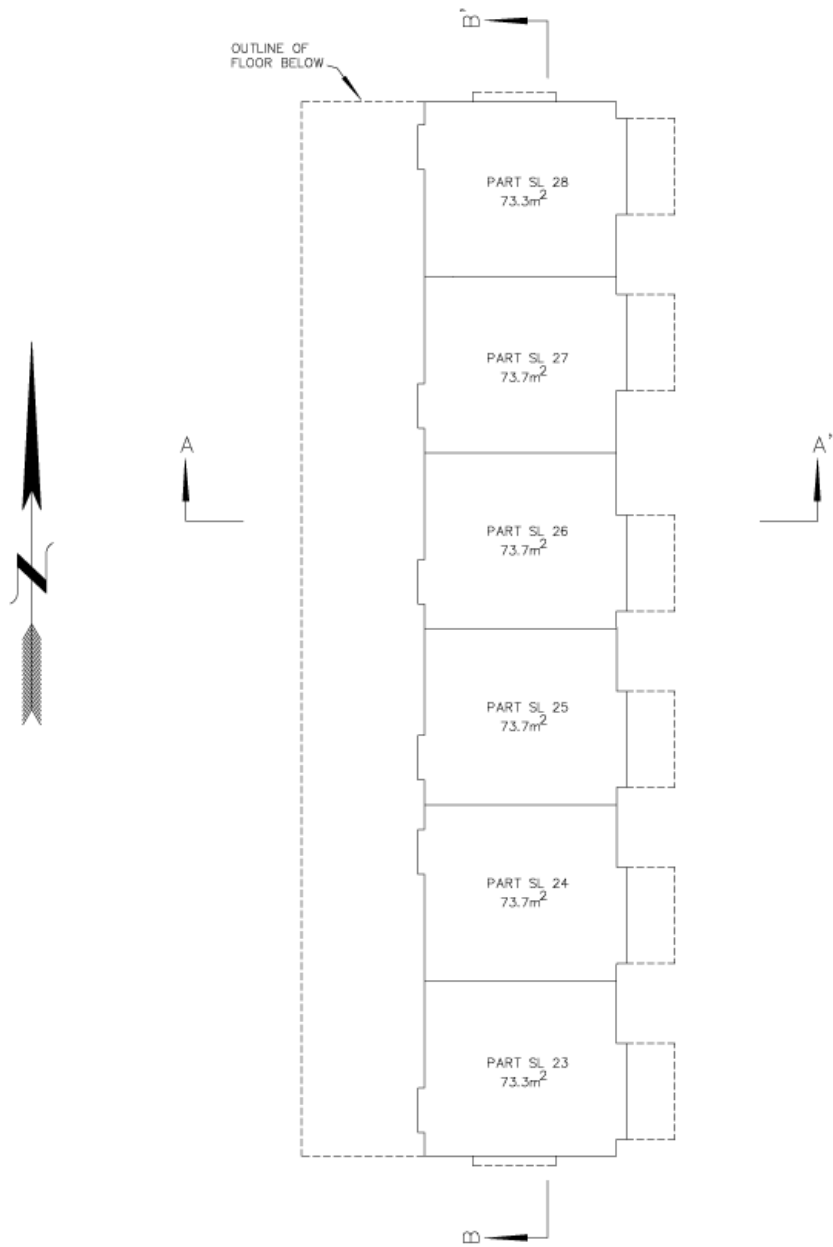 B'
OUTLINE OF
FLOOR BELOW
PART SL 28
73.3m²
PART SL 27
73.7m²
A
A'
PART SL 26
73.7m²
N
PART SL 25
73.7m²
PART SL 24
73.7m²
PART SL 23
73.3m²
B